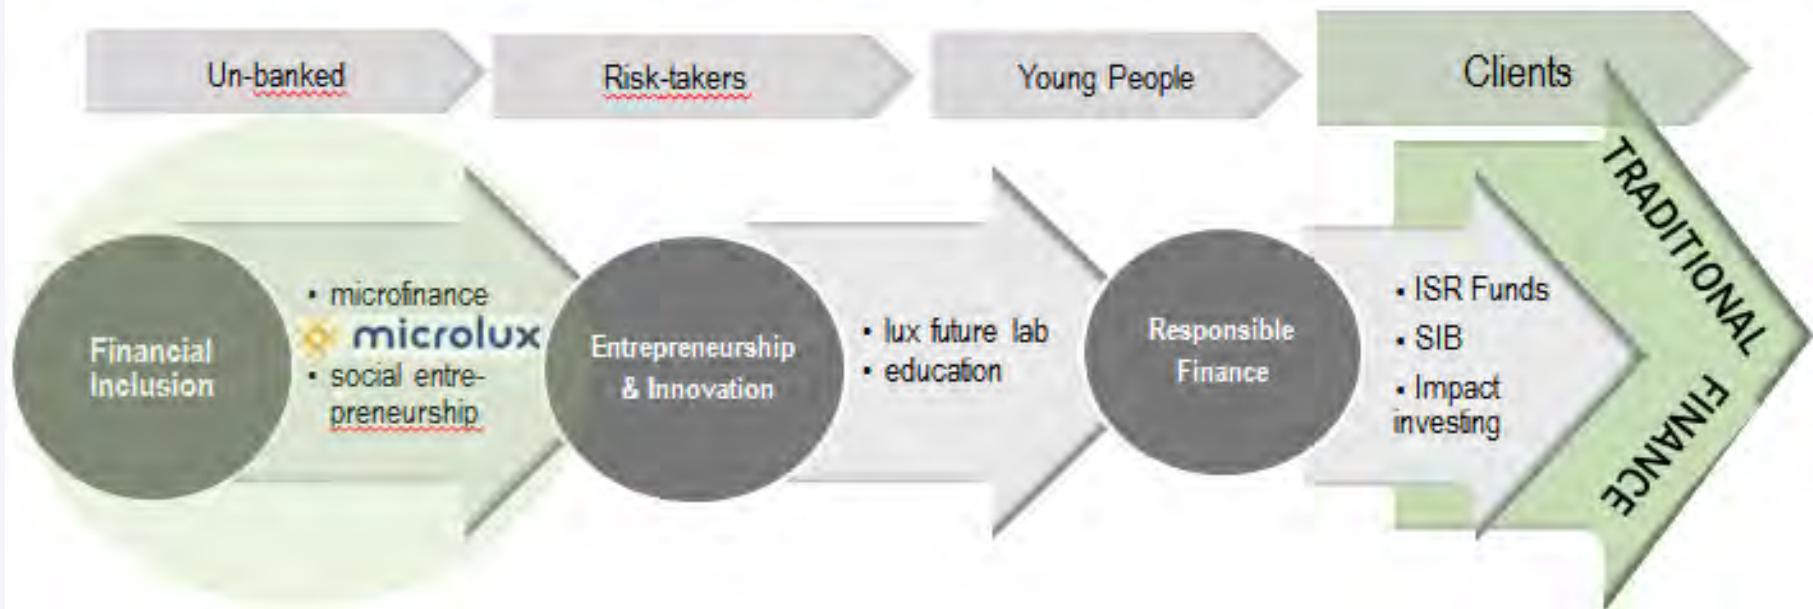 Un-banked
Risk-takers
Young People
Clients
Financial
Inclusion
• microfinance
microlux
• social entre-
preneurship
Entrepreneurship
& Innovation
• lux future lab
• education
Responsible
Finance
▪ ISR Funds
▪ SIB
▪ Impact
investing
TRADITIONAL
FINANCE